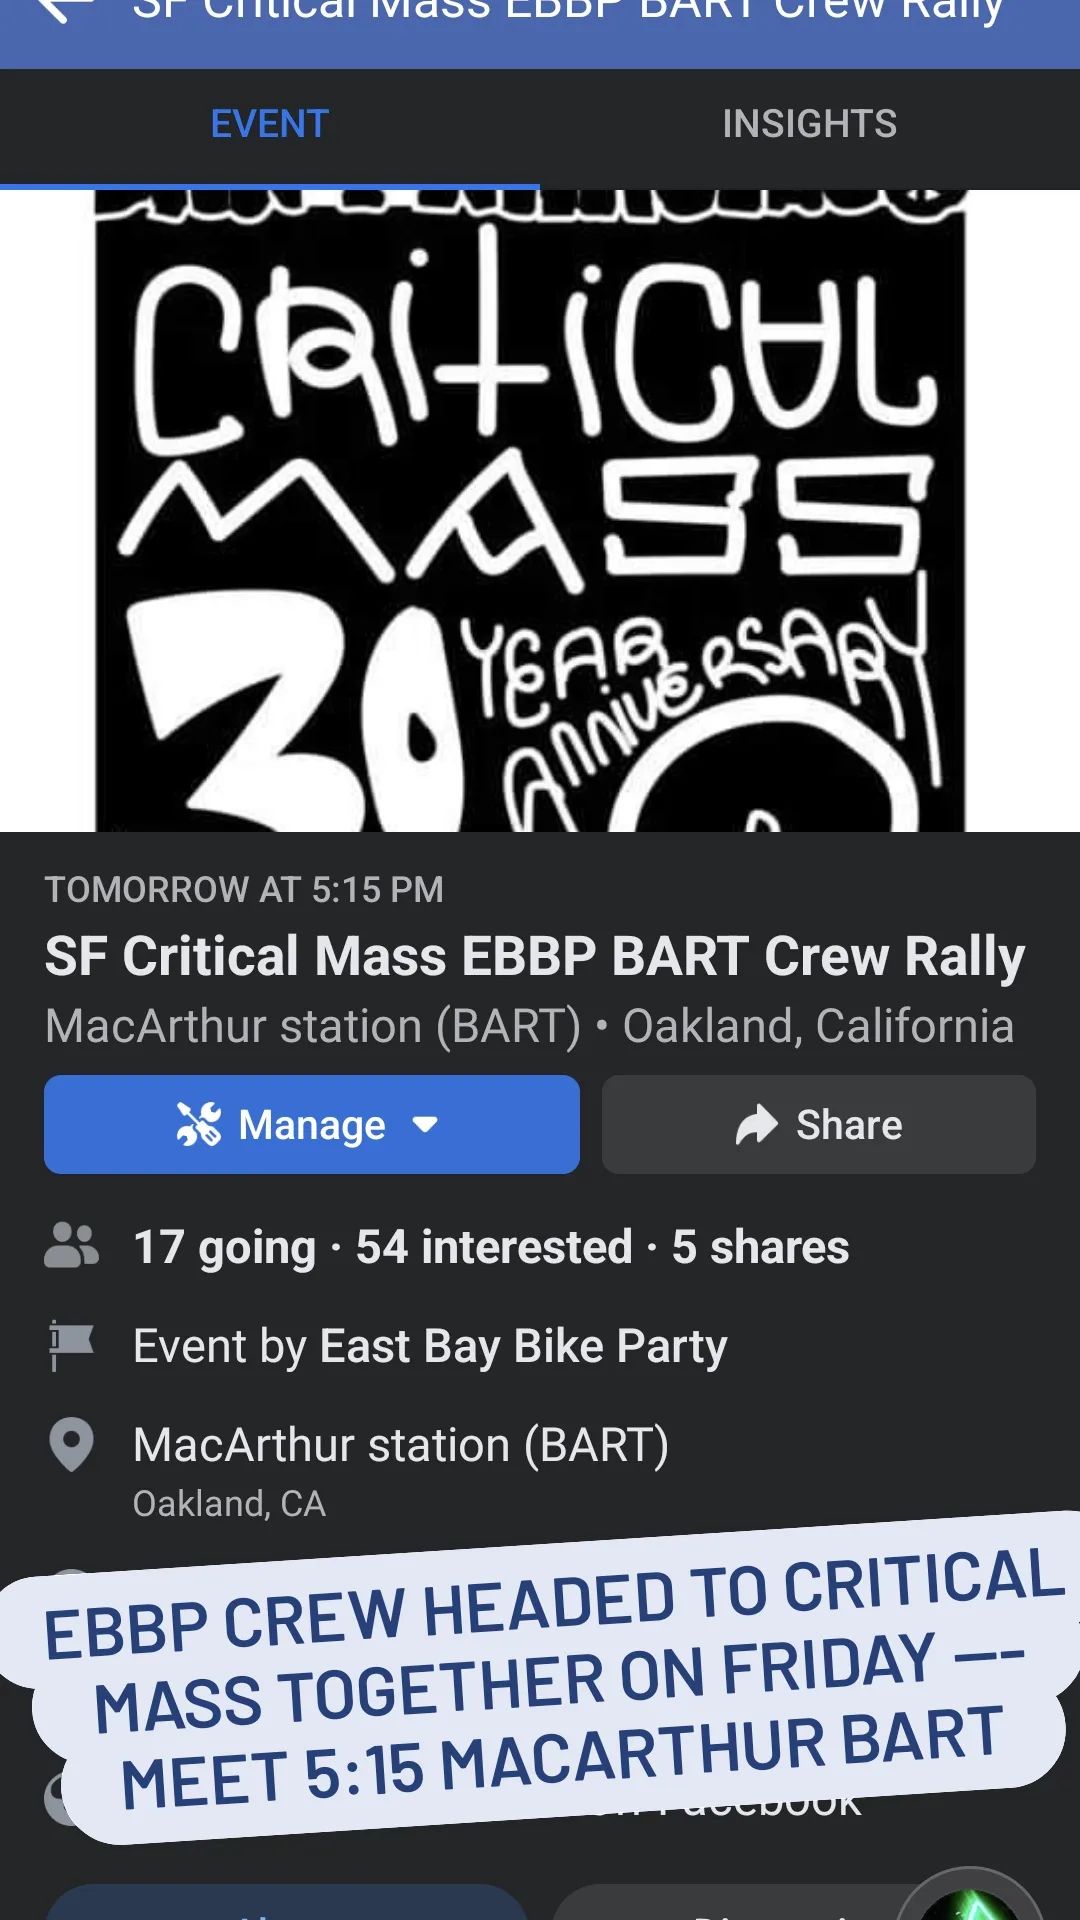 SF Critical Mass EBBP BART Crew Rally
EVENT INSIGHTS
CRiTiCAL
MASS
30 YEAR
ANNIVERSARY
TOMORROW AT 5:15 PM
SF Critical Mass EBBP BART Crew Rally
MacArthur station (BART) • Oakland, California
Manage Share
17 going · 54 interested · 5 shares
Event by East Bay Bike Party
MacArthur station (BART)
Oakland, CA
EBBP CREW HEADED TO CRITICAL
MASS TOGETHER ON FRIDAY —-
MEET 5:15 MACARTHUR BART
Facebook